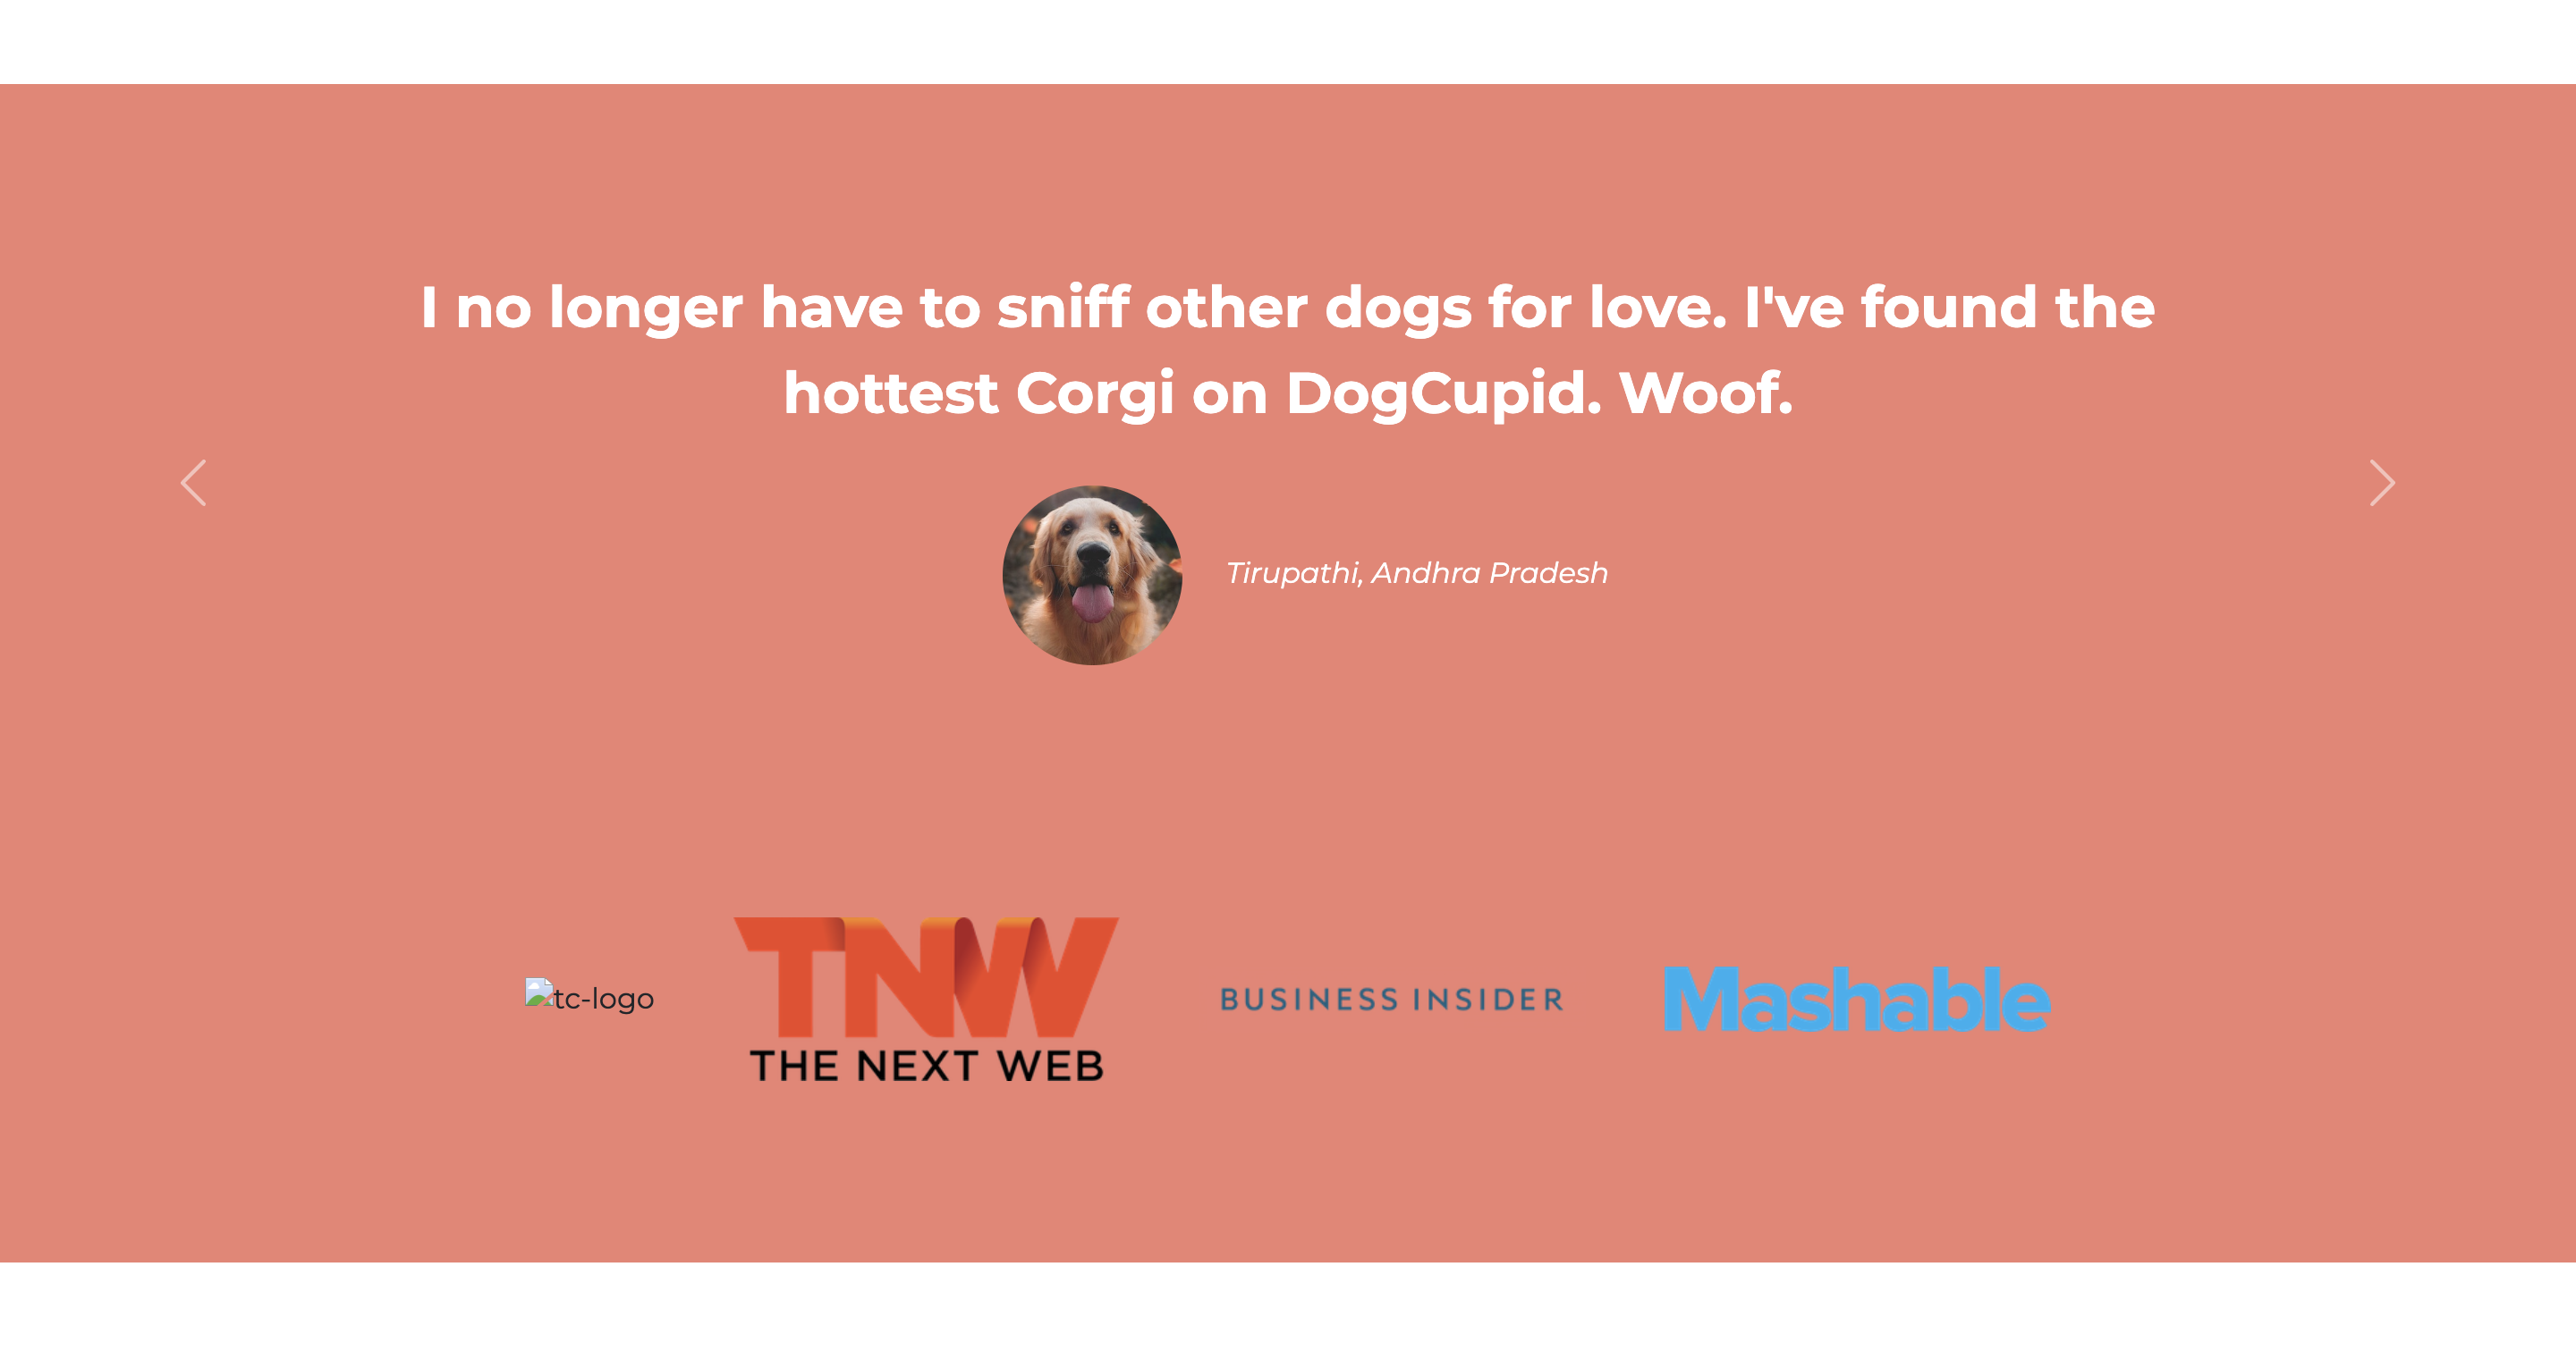 I no longer have to sniff other dogs for love. I've found the
hottest Corgi on DogCupid. Woof.
Tirupathi, Andhra Pradesh
tc-logo
TNW
THE NEXT WEB
BUSINESS INSIDER
Mashable